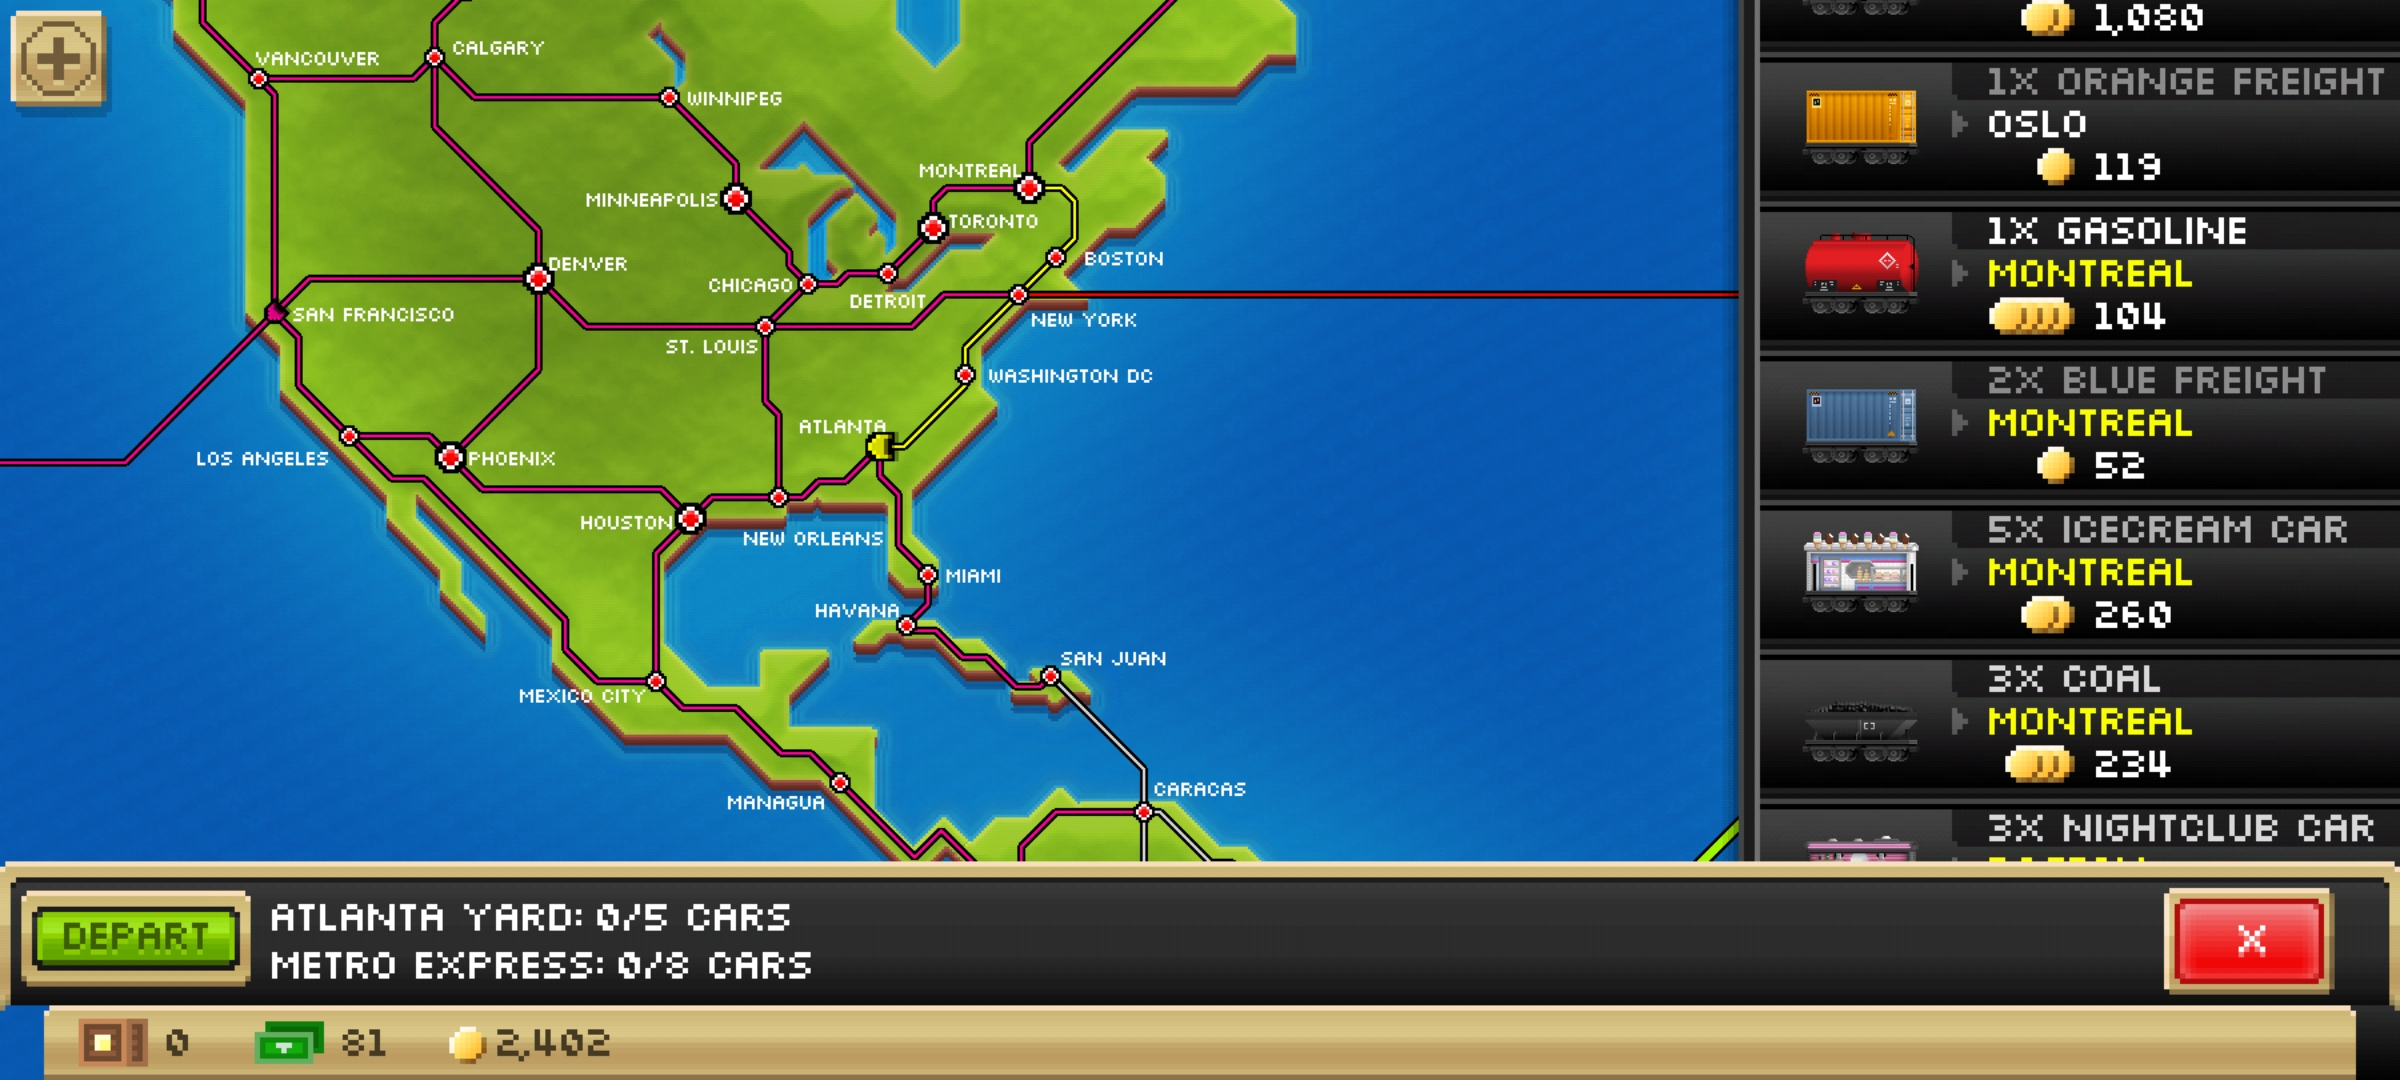 VANCOUVER
CALGARY
WINNIPEG
MONTREAL
MINNEAPOLIS
TORONTO
DENVER
BOSTON
CHICAGO
DETROIT
SAN FRANCISCO
NEW YORK
ST. LOUIS
WASHINGTON DC
ATLANTA
LOS ANGELES
PHOENIX
HOUSTON
NEW ORLEANS
MIAMI
HAVANA
SAN JUAN
MEXICO CITY
CARACAS
MANAGUA
1,080
1X ORANGE FREIGHT
OSLO
119
1X GASOLINE
MONTREAL
104
2X BLUE FREIGHT
MONTREAL
52
5X ICECREAM CAR
MONTREAL
260
3X COAL
MONTREAL
234
3X NIGHTCLUB CAR
DEPART
ATLANTA YARD: 0/5 CARS
METRO EXPRESS: 0/8 CARS
X
0
81
2,402